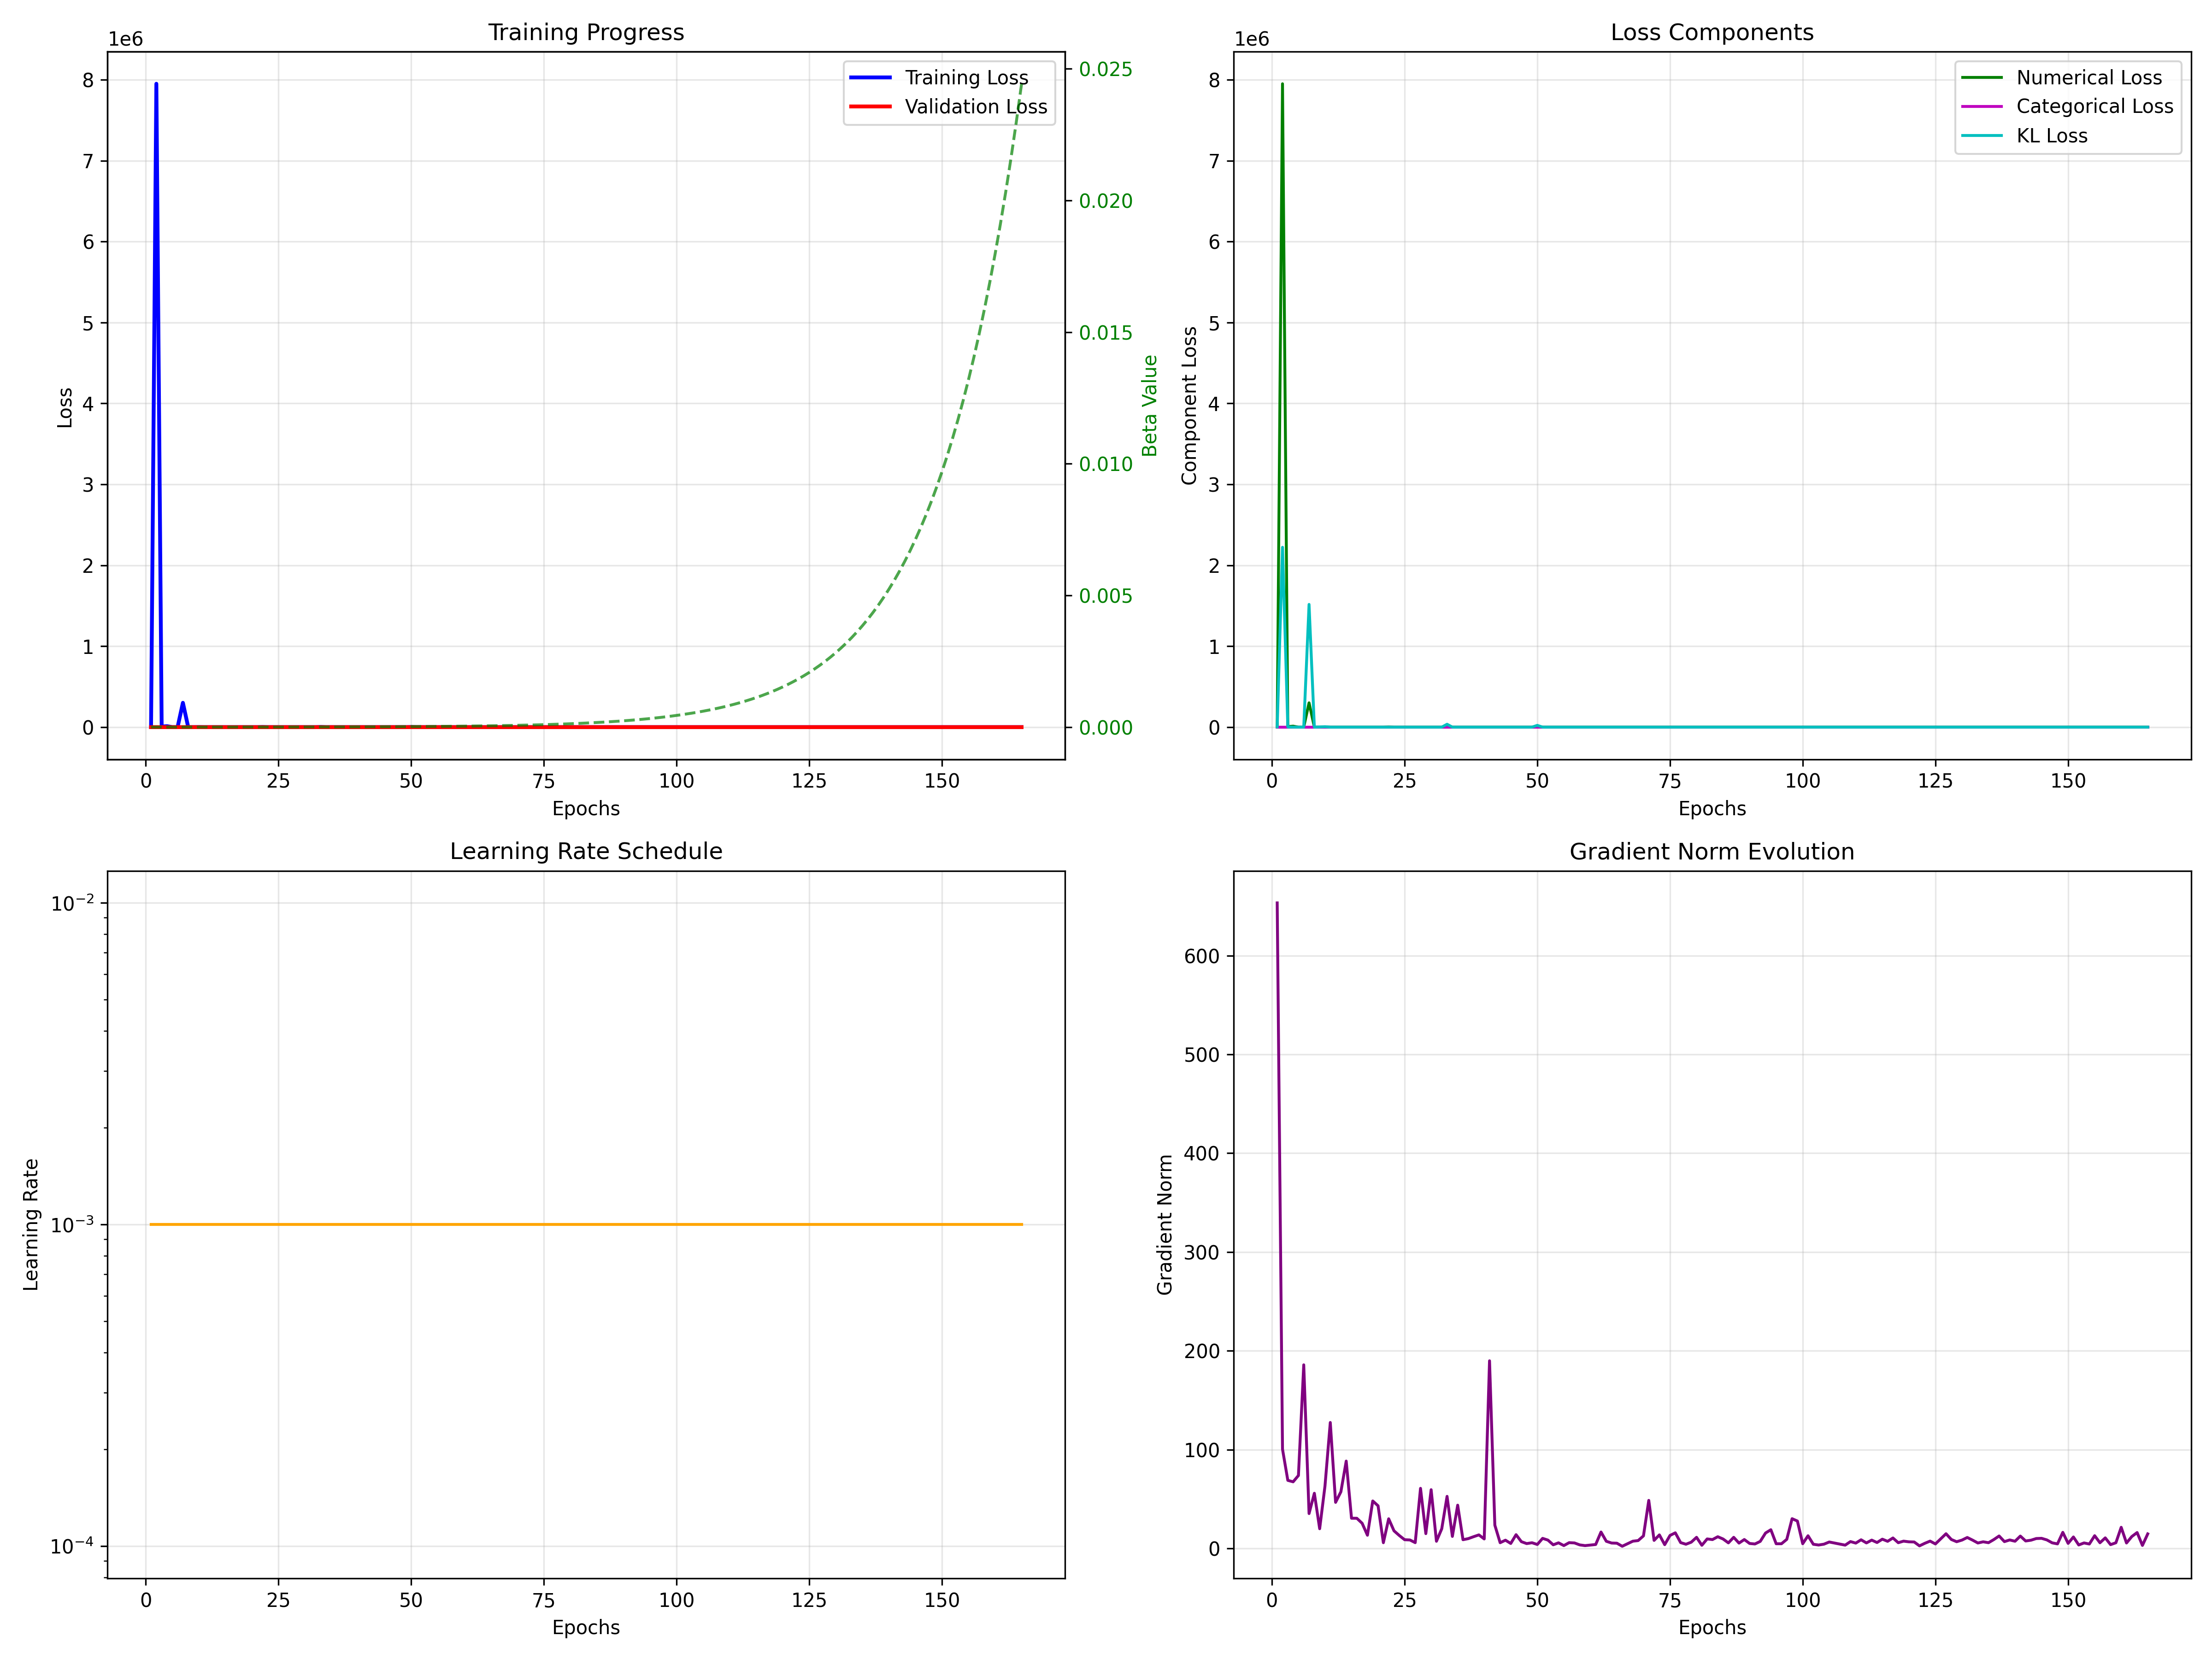 Training Progress
1e6
Training Loss
Validation Loss
8
7
6
5
4
3
2
1
0
Loss
0.025
0.020
0.015
0.010
0.005
0.000
Beta Value
0 25 50 75 100 125 150
Epochs
Loss Components
1e6
Numerical Loss
Categorical Loss
KL Loss
8
7
6
5
4
3
2
1
0
Component Loss
0 25 50 75 100 125 150
Epochs
Learning Rate Schedule
10⁻²
10⁻³
10⁻⁴
Learning Rate
0 25 50 75 100 125 150
Epochs
Gradient Norm Evolution
600
500
400
300
200
100
0
Gradient Norm
0 25 50 75 100 125 150
Epochs